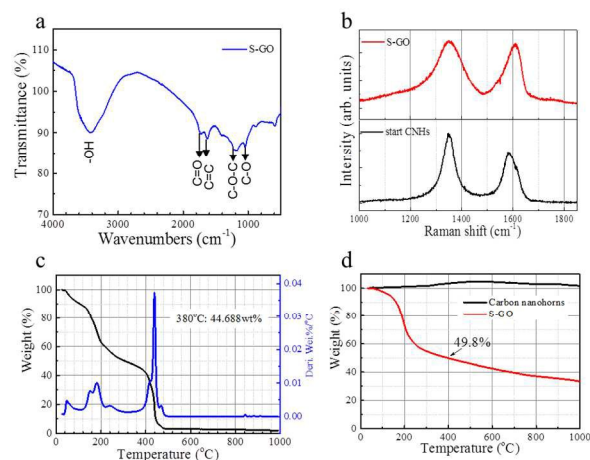 a
S-GO
Transmittance (%)
110
100
90
80
70
-OH
C=O
C=C
C-O-C
C-O
4000 3000 2000 1000
Wavenumbers (cm⁻¹)
b
S-GO
start CNHs
Intehsity (arb. units)
1000 1200 1400 1600 1800
Raman shift (cm⁻¹)
c
380℃: 44.688wt%
Weight (%)
100
80
60
40
20
0
0.04
0.03
0.02
0.01
0.00
Deri. Wei.%/℃
0 200 400 600 800 1000
Temperature (℃)
d
Carbon nanohorns
S-GO
49.8%
Weight (%)
100
80
60
40
20
0
0 200 400 600 800 1000
Temperature (℃)